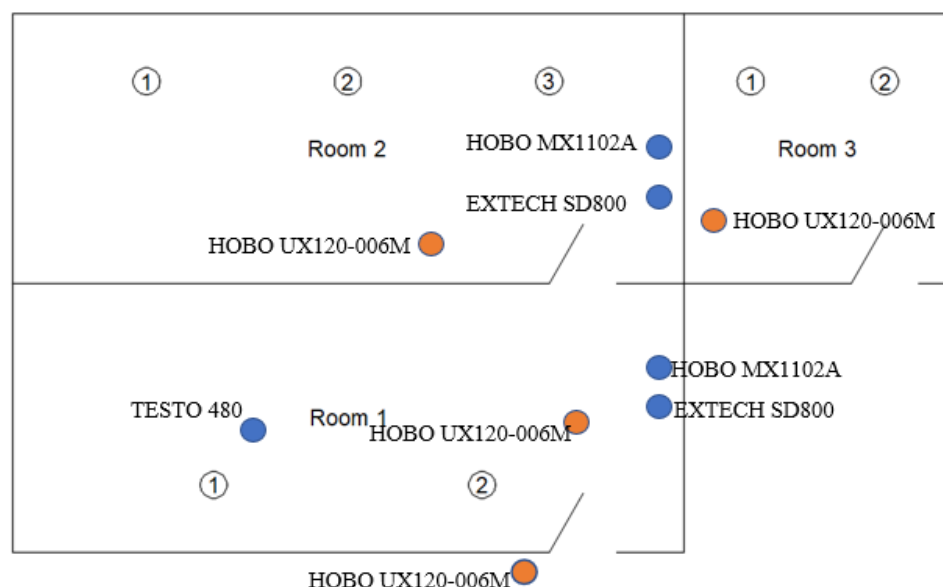 ① ② ③ ① ②
HOBO MX1102A
Room 2
Room 3
EXTECH SD800
HOBO UX120-006M
HOBO UX120-006M
HOBO MX1102A
TESTO 480
EXTECH SD800
Room 1
HOBO UX120-006M
① ②
HOBO UX120-006M